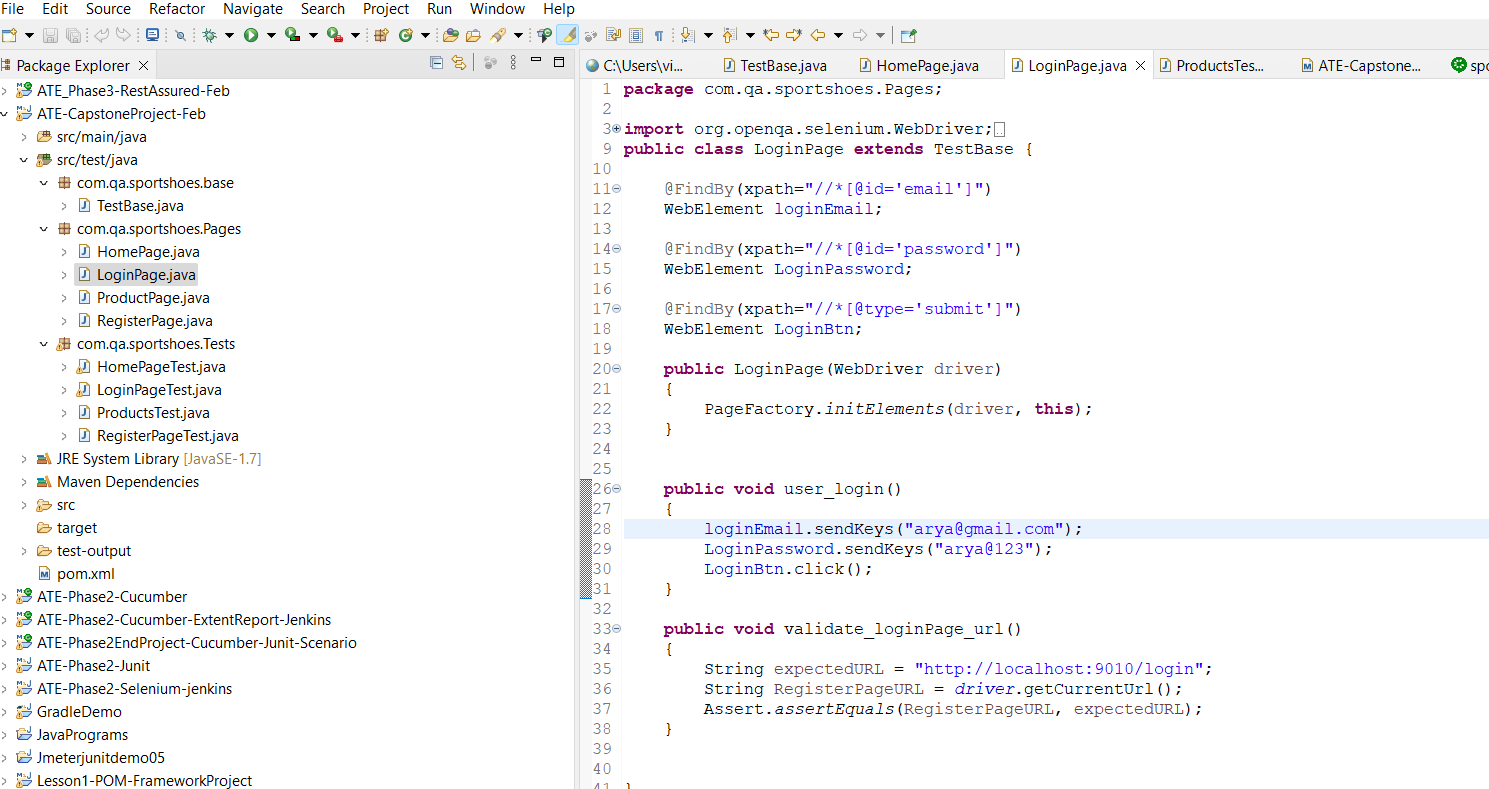 File Edit Source Refactor Navigate Search Project Run Window Help
Package Explorer
ATE_Phase3-RestAssured-Feb
ATE-CapstoneProject-Feb
src/main/java
src/test/java
com.qa.sportshoes.base
TestBase.java
com.qa.sportshoes.Pages
HomePage.java
LoginPage.java
ProductPage.java
RegisterPage.java
com.qa.sportshoes.Tests
HomePageTest.java
LoginPageTest.java
ProductsTest.java
RegisterPageTest.java
JRE System Library [JavaSE-1.7]
Maven Dependencies
src
target
test-output
pom.xml
ATE-Phase2-Cucumber
ATE-Phase2-Cucumber-ExtentReport-Jenkins
ATE-Phase2EndProject-Cucumber-Junit-Scenario
ATE-Phase2-Junit
ATE-Phase2-Selenium-jenkins
GradleDemo
JavaPrograms
Jmeterjunitdemo05
Lesson1-POM-FrameworkProject
C:\Users\vi... TestBase.java HomePage.java LoginPage.java ProductsTes... ATE-Capstone... spo
1 package com.qa.sportshoes.Pages;
2
3 import org.openqa.selenium.WebDriver;
9 public class LoginPage extends TestBase {
10
11 @FindBy(xpath="//*[@id='email']")
12 WebElement loginEmail;
13
14 @FindBy(xpath="//*[@id='password']")
15 WebElement LoginPassword;
16
17 @FindBy(xpath="//*[@type='submit']")
18 WebElement LoginBtn;
19
20 public LoginPage(WebDriver driver)
21 {
22 PageFactory.initElements(driver, this);
23 }
24
25
26 public void user_login()
27 {
28 loginEmail.sendKeys("arya@gmail.com");
29 LoginPassword.sendKeys("arya@123");
30 LoginBtn.click();
31 }
32
33 public void validate_loginPage_url()
34 {
35 String expectedURL = "http://localhost:9010/login";
36 String RegisterPageURL = driver.getCurrentUrl();
37 Assert.assertEquals(RegisterPageURL, expectedURL);
38 }
39
40
41 }